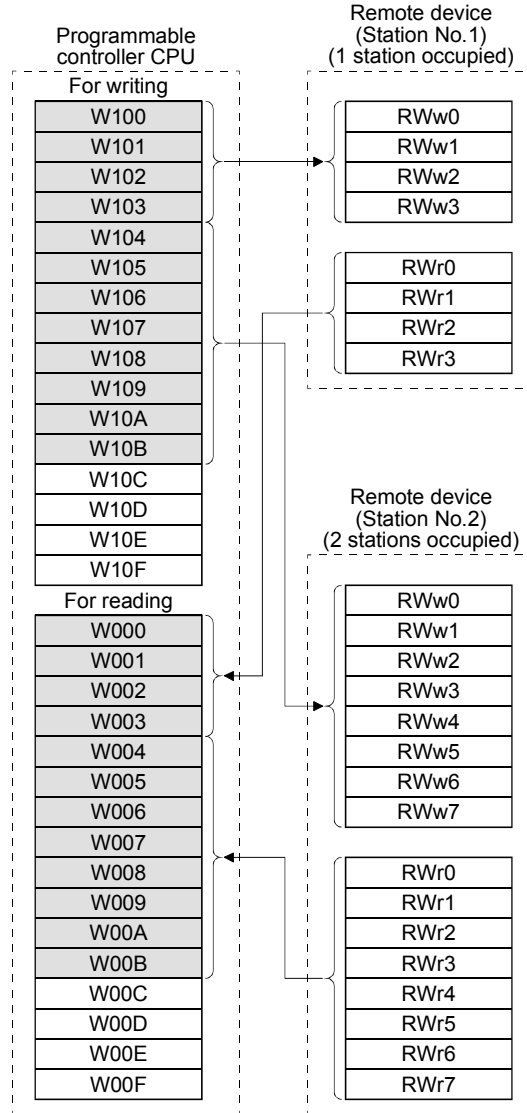 Programmable
controller CPU
For writing
W100
W101
W102
W103
W104
W105
W106
W107
W108
W109
W10A
W10B
W10C
W10D
W10E
W10F
For reading
W000
W001
W002
W003
W004
W005
W006
W007
W008
W009
W00A
W00B
W00C
W00D
W00E
W00F
Remote device
(Station No.1)
(1 station occupied)
RWw0
RWw1
RWw2
RWw3
RWr0
RWr1
RWr2
RWr3
Remote device
(Station No.2)
(2 stations occupied)
RWw0
RWw1
RWw2
RWw3
RWw4
RWw5
RWw6
RWw7
RWr0
RWr1
RWr2
RWr3
RWr4
RWr5
RWr6
RWr7